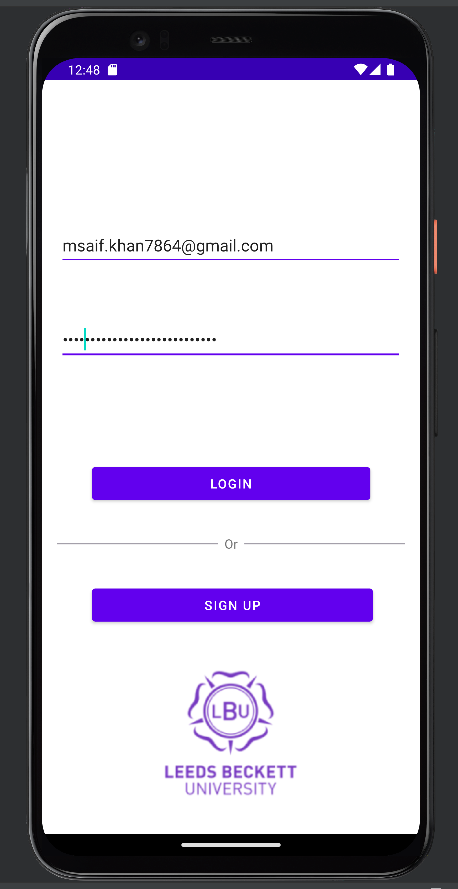 12:48
msaif.khan7864@gmail.com
••••••••••••••••••••••••••••
LOGIN
Or
SIGN UP
LBU
LEEDS BECKETT
UNIVERSITY